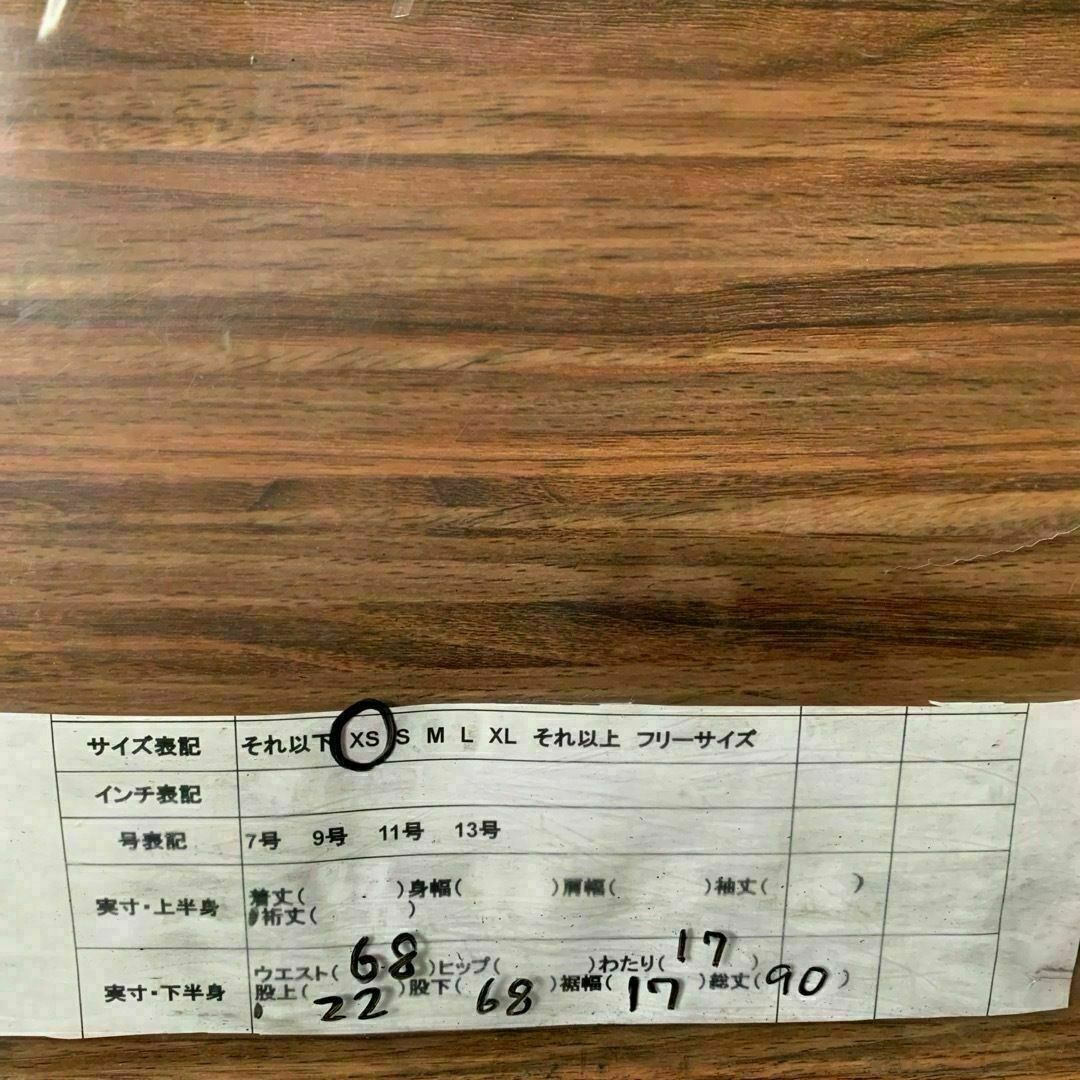 サイズ表記 それ以下 XS S M L XL それ以上 フリーサイズ
インチ表記
号表記 7号 9号 11号 13号
実寸・上半身 着丈( )身幅( )肩幅( )袖丈( )
裄丈( )
実寸・下半身 ウエスト(68)ヒップ( )わたり(17)
股上(22)股下(68)裾幅(17)総丈(90)